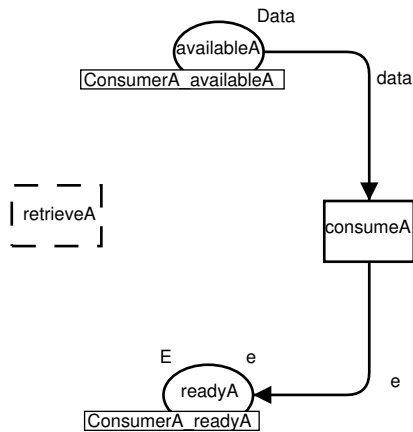 Data
availableA
ConsumerA_availableA
data
retrieveA
consumeA
E
e
readyA
e
ConsumerA_readyA